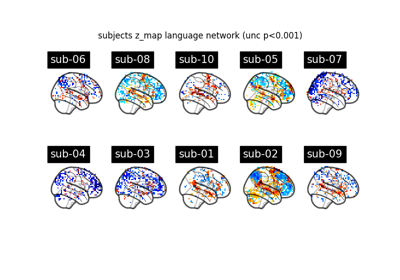 subjects z_map language network (unc p<0.001)
sub-06 sub-08 sub-10 sub-05 sub-07
sub-04 sub-03 sub-01 sub-02 sub-09